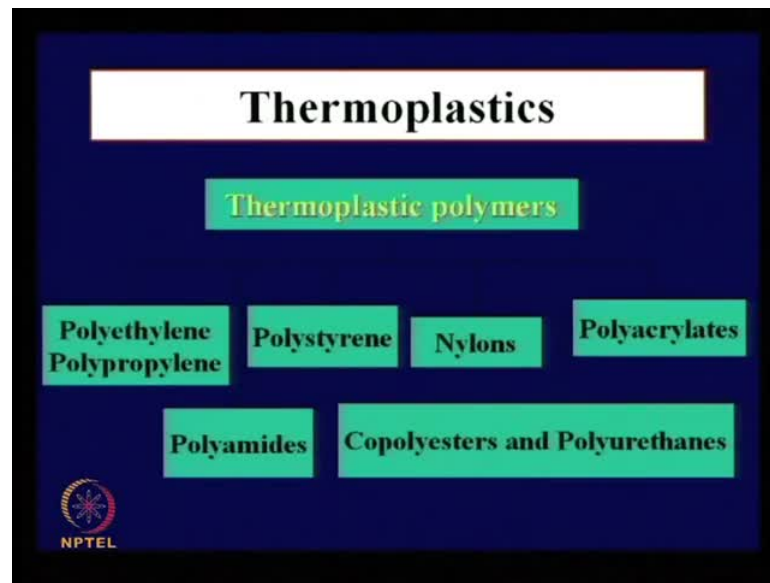 Thermoplastics
Thermoplastic polymers
Polyethylene
Polypropylene
Polystyrene
Nylons
Polyacrylates
Polyamides
Copolyesters and Polyurethanes
NPTEL